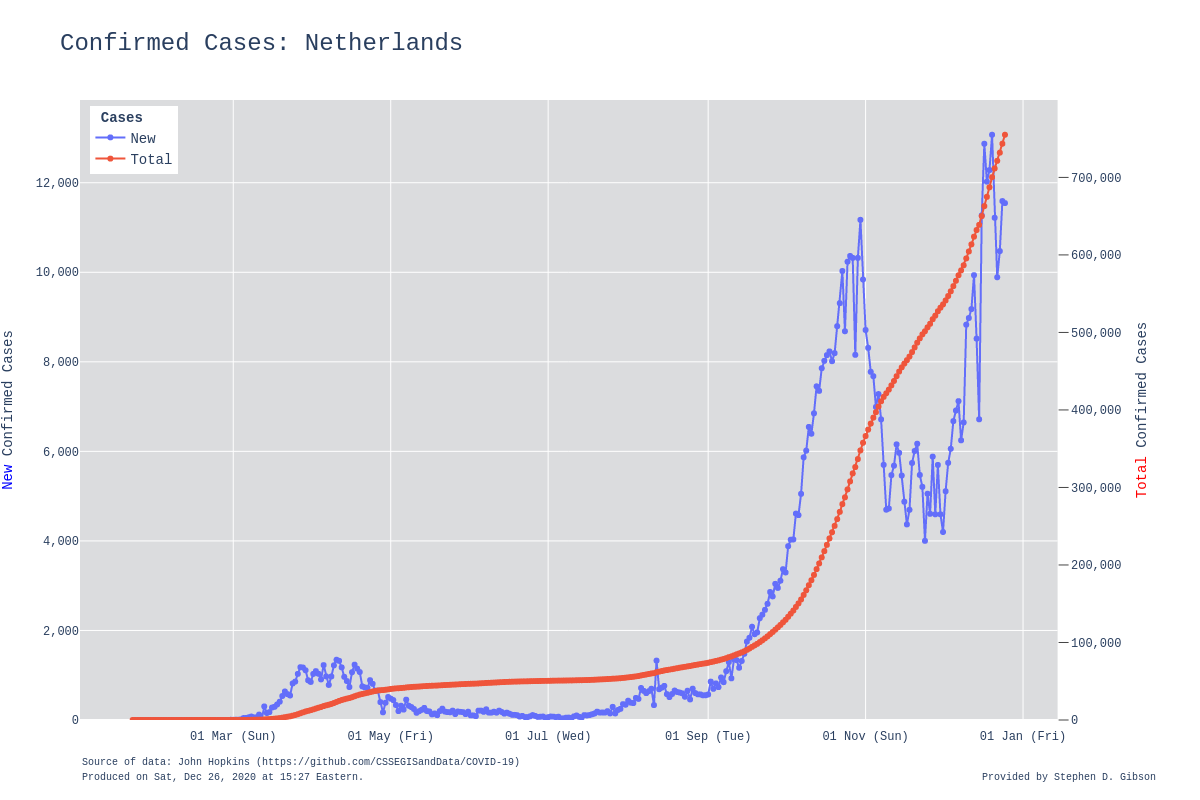 Confirmed Cases: Netherlands
Cases
New
Total
12,000
10,000
8,000
6,000
4,000
2,000
0
New Confirmed Cases
700,000
600,000
500,000
400,000
300,000
200,000
100,000
0
Total Confirmed Cases
01 Mar (Sun)
01 May (Fri)
01 Jul (Wed)
01 Sep (Tue)
01 Nov (Sun)
01 Jan (Fri)
Source of data: John Hopkins (https://github.com/CSSEGISandData/COVID-19)
Produced on Sat, Dec 26, 2020 at 15:27 Eastern.
Provided by Stephen D. Gibson